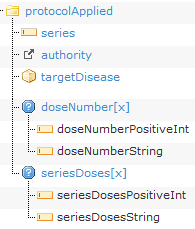 protocolApplied
series
authority
targetDisease
doseNumber[x]
doseNumberPositiveInt
doseNumberString
seriesDoses[x]
seriesDosesPositiveInt
seriesDosesString